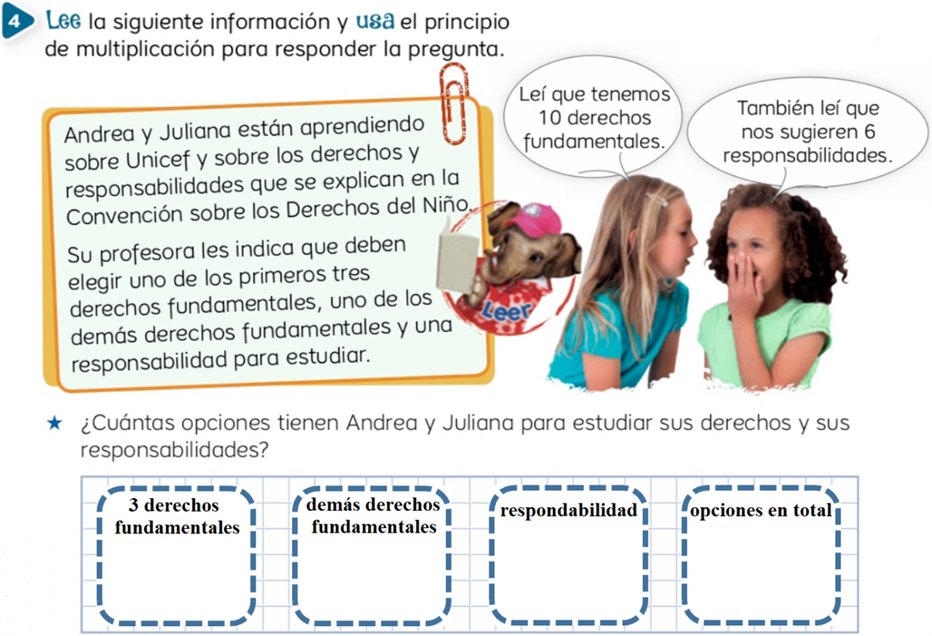 4 Lee la siguiente información y usa el principio
de multiplicación para responder la pregunta.
Andrea y Juliana están aprendiendo
sobre Unicef y sobre los derechos y
responsabilidades que se explican en la
Convención sobre los Derechos del Niño.
Su profesora les indica que deben
elegir uno de los primeros tres
derechos fundamentales, uno de los
demás derechos fundamentales y una
responsabilidad para estudiar.
Leer
Leí que tenemos
10 derechos
fundamentales.
También leí que
nos sugieren 6
responsabilidades.
★ ¿Cuántas opciones tienen Andrea y Juliana para estudiar sus derechos y sus
responsabilidades?
3 derechos
fundamentales
demás derechos
fundamentales
respondabilidad
opciones en total